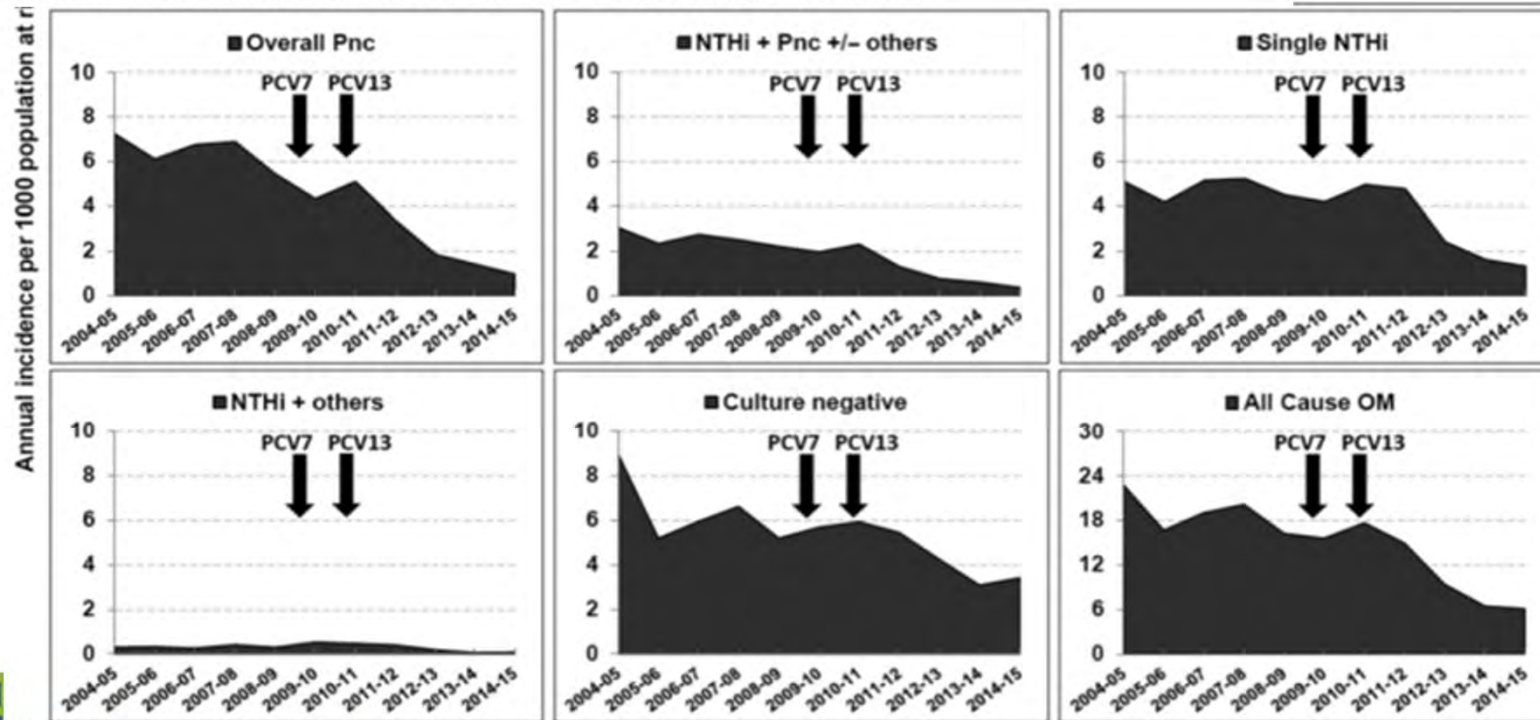 Annual incidence per 1000 population at
Overall Pnc
10
8
6
4
2
0
PCV7 PCV13
2004-05 2005-06 2006-07 2007-08 2008-09 2009-10 2010-11 2011-12 2012-13 2013-14 2014-15
NTHi + Pnc +/– others
10
8
6
4
2
0
PCV7 PCV13
2004-05 2005-06 2006-07 2007-08 2008-09 2009-10 2010-11 2011-12 2012-13 2013-14 2014-15
Single NTHi
10
8
6
4
2
0
PCV7 PCV13
2004-05 2005-06 2006-07 2007-08 2008-09 2009-10 2010-11 2011-12 2012-13 2013-14 2014-15
NTHi + others
10
8
6
4
2
0
PCV7 PCV13
2004-05 2005-06 2006-07 2007-08 2008-09 2009-10 2010-11 2011-12 2012-13 2013-14 2014-15
Culture negative
10
8
6
4
2
0
PCV7 PCV13
2004-05 2005-06 2006-07 2007-08 2008-09 2009-10 2010-11 2011-12 2012-13 2013-14 2014-15
All Cause OM
30
24
18
12
6
0
PCV7 PCV13
2004-05 2005-06 2006-07 2007-08 2008-09 2009-10 2010-11 2011-12 2012-13 2013-14 2014-15